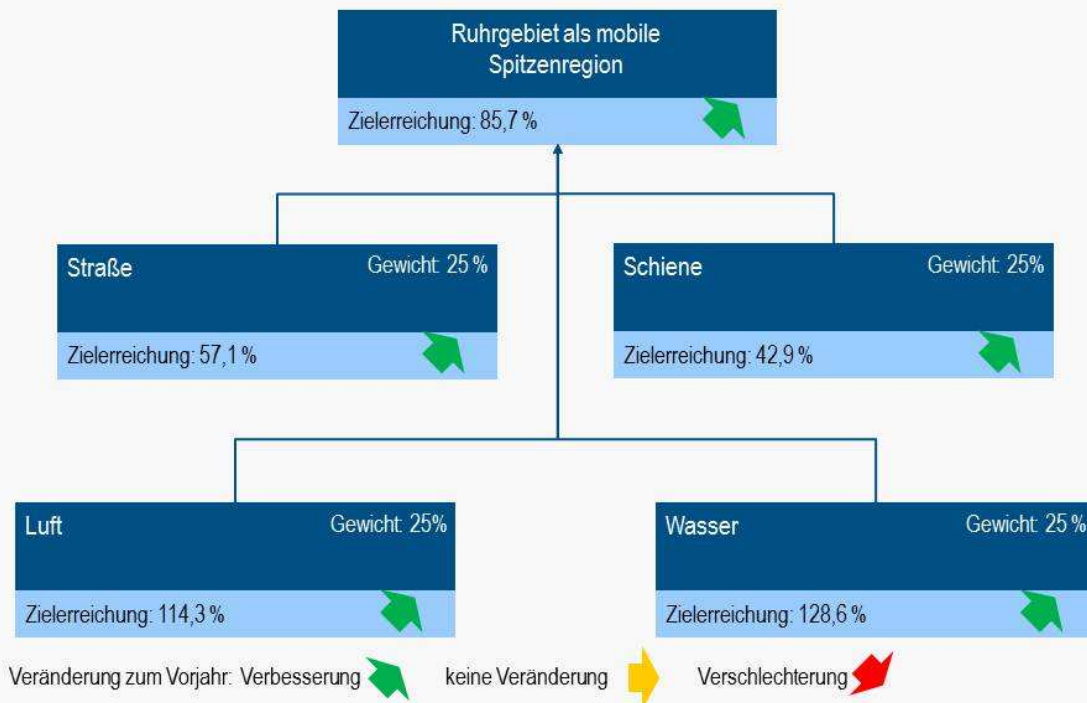 Ruhrgebiet als mobile
Spitzenregion
Zielerreichung: 85,7 %
Straße Gewicht: 25 %
Zielerreichung: 57,1 %
Schiene Gewicht: 25%
Zielerreichung: 42,9 %
Luft Gewicht: 25%
Zielerreichung: 114,3 %
Wasser Gewicht: 25 %
Zielerreichung: 128,6 %
Veränderung zum Vorjahr: Verbesserung keine Veränderung Verschlechterung